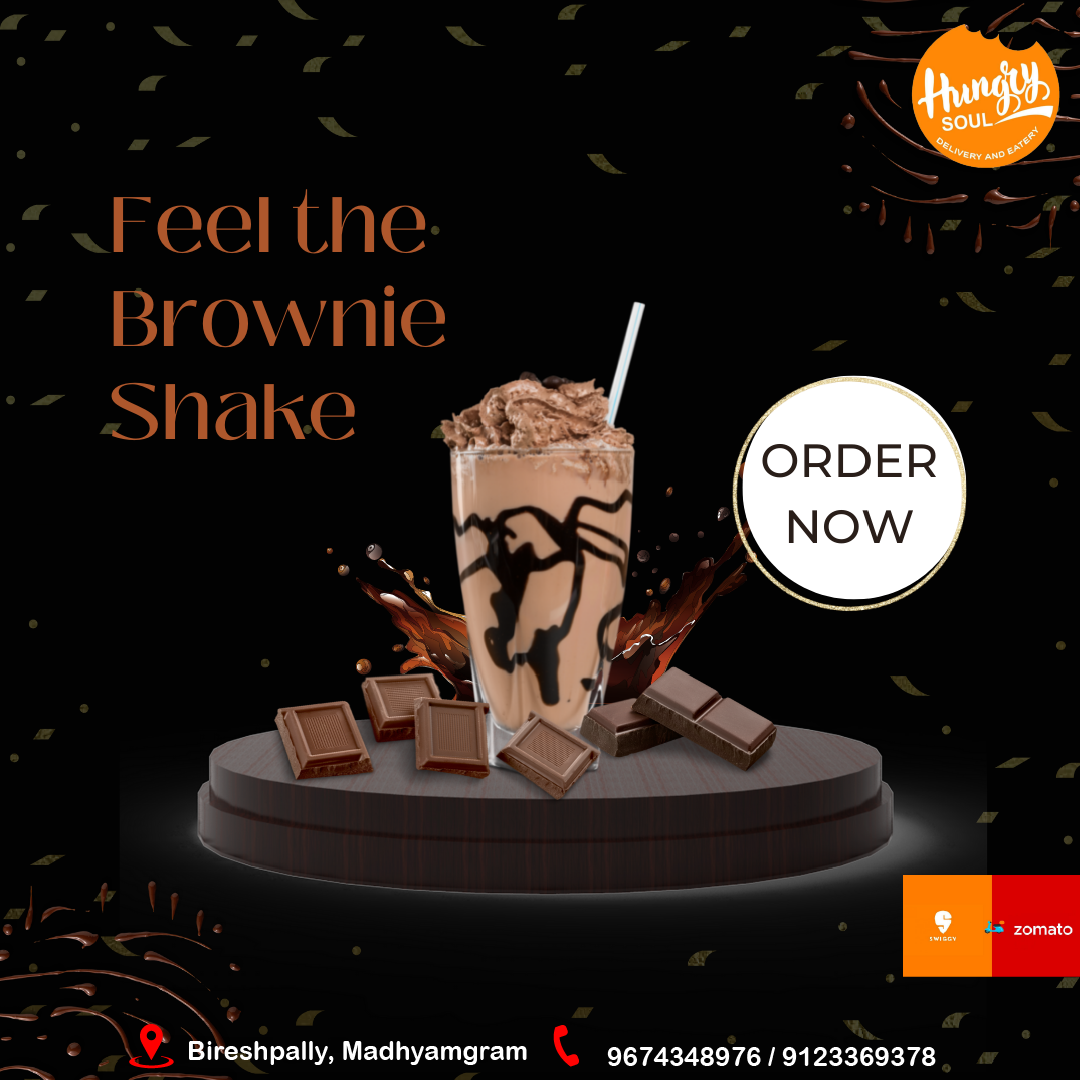 Hungry
SOUL
DELIVERY AND EATERY
Feel the
Brownie
Shake
ORDER
NOW
SWIGGY
zomato
Bireshpally, Madhyamgram
9674348976 / 9123369378